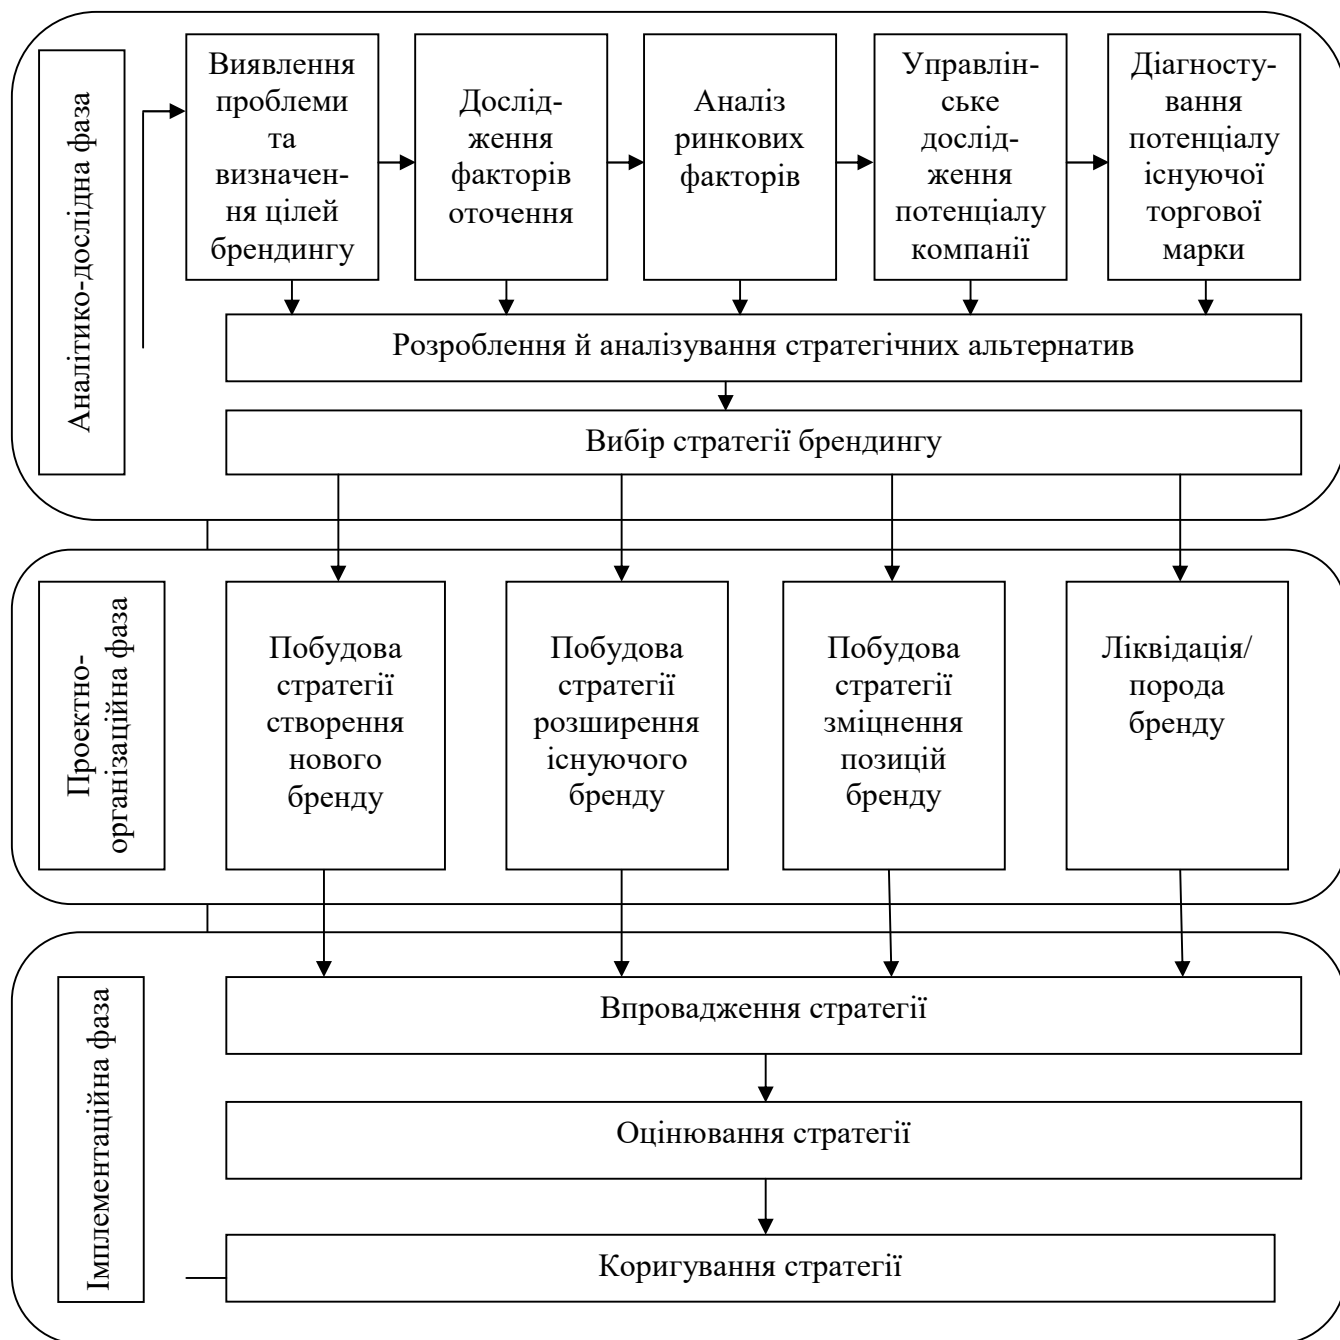 Аналітико-дослідна фаза
Виявлення
проблеми
та
визначен-
ня цілей
брендингу
Дослід-
ження
факторів
оточення
Аналіз
ринкових
факторів
Управлін-
ське
дослід-
ження
потенціалу
компанії
Діагносту-
вання
потенціалу
існуючої
торгової
марки
Розроблення й аналізування стратегічних альтернатив
Вибір стратегії брендингу
Проектно-
організаційна фаза
Побудова
стратегії
створення
нового
бренду
Побудова
стратегії
розширення
існуючого
бренду
Побудова
стратегії
зміцнення
позицій
бренду
Ліквідація/
порода
бренду
Імплементаційна фаза
Впровадження стратегії
Оцінювання стратегії
Коригування стратегії